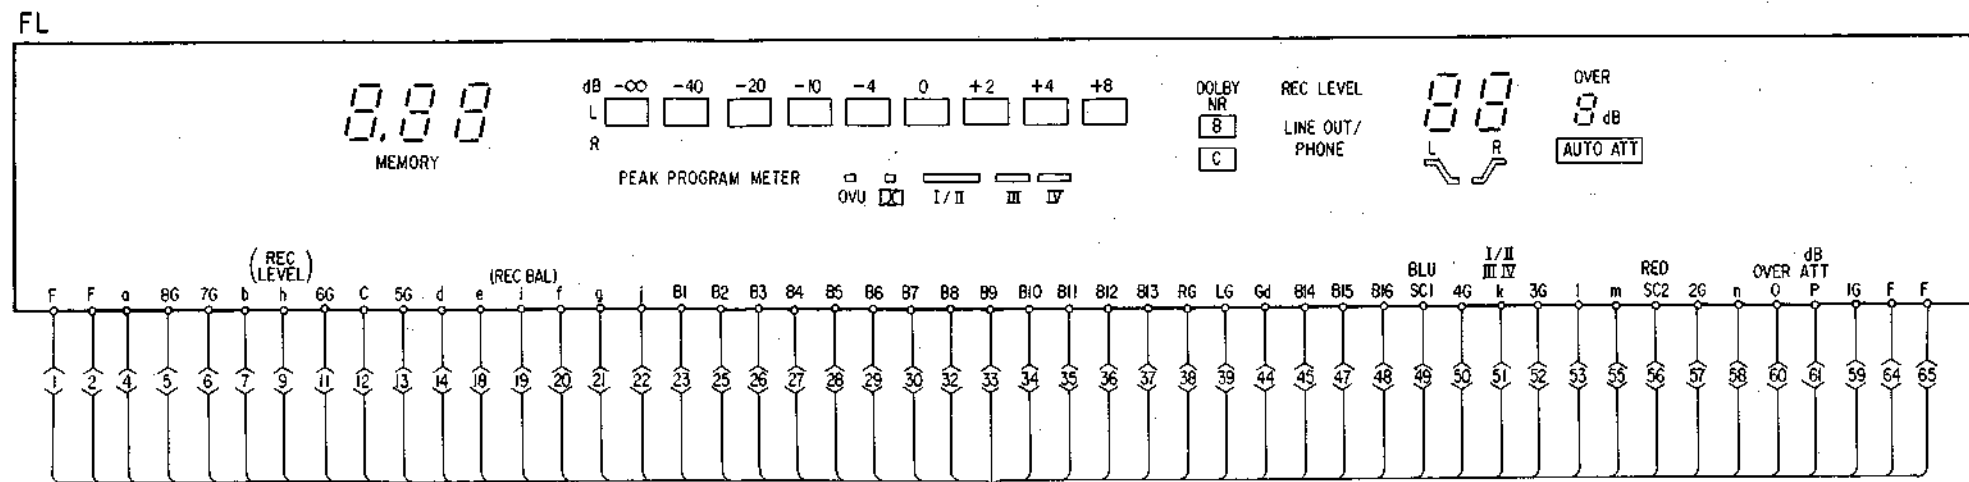 FL
8.88
MEMORY
dB -∞ -40 -20 -10 -4 0 +2 +4 +8
L
R
PEAK PROGRAM METER
OVU I/II III IV
DOLBY
NR
B
C
REC LEVEL
LINE OUT/
PHONE
88
L R
OVER
8 dB
AUTO ATT
(REC
LEVEL)
(REC BAL)
BLU
I/II
III IV
RED
OVER
dB
ATT
F F a 8G 7G b h 6G C 5G d e i f g j B1 B2 B3 B4 B5 B6 B7 B8 B9 B10 B11 B12 B13 RG LG Gd B14 B15 B16 SC1 4G k 3G l m SC2 2G n O P 1G F F
1 2 4 5 6 7 9 11 12 13 14 18 19 20 21 22 23 25 26 27 28 29 30 32 33 34 35 36 37 38 39 44 45 47 48 49 50 51 52 53 55 56 57 58 60 61 59 64 65